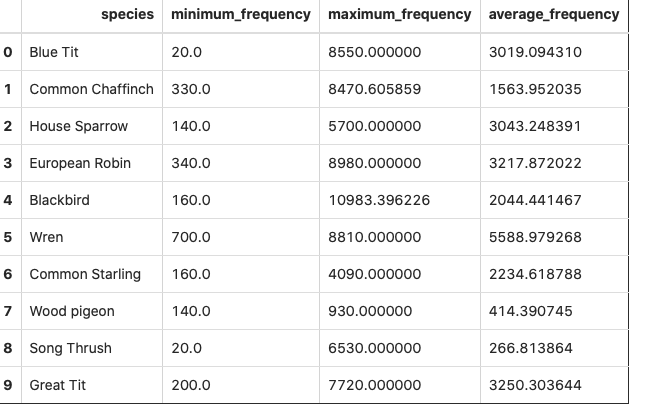 species minimum_frequency maximum_frequency average_frequency
0 Blue Tit 20.0 8550.000000 3019.094310
1 Common Chaffinch 330.0 8470.605859 1563.952035
2 House Sparrow 140.0 5700.000000 3043.248391
3 European Robin 340.0 8980.000000 3217.872022
4 Blackbird 160.0 10983.396226 2044.441467
5 Wren 700.0 8810.000000 5588.979268
6 Common Starling 160.0 4090.000000 2234.618788
7 Wood pigeon 140.0 930.000000 414.390745
8 Song Thrush 20.0 6530.000000 266.813864
9 Great Tit 200.0 7720.000000 3250.303644